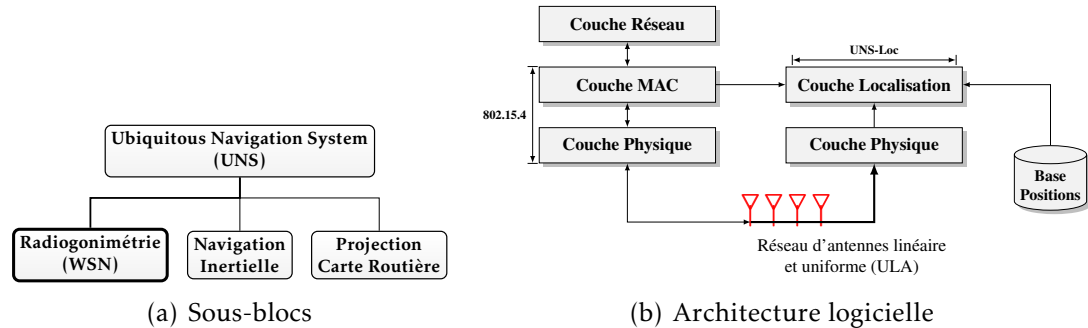 Ubiquitous Navigation System
(UNS)
Radiogonimétrie
(WSN)
Navigation
Inertielle
Projection
Carte Routière
(a) Sous-blocs
Couche Réseau
UNS-Loc
Couche MAC
Couche Localisation
802.15.4
Couche Physique
Couche Physique
Base
Positions
Réseau d'antennes linéaire
et uniforme (ULA)
(b) Architecture logicielle